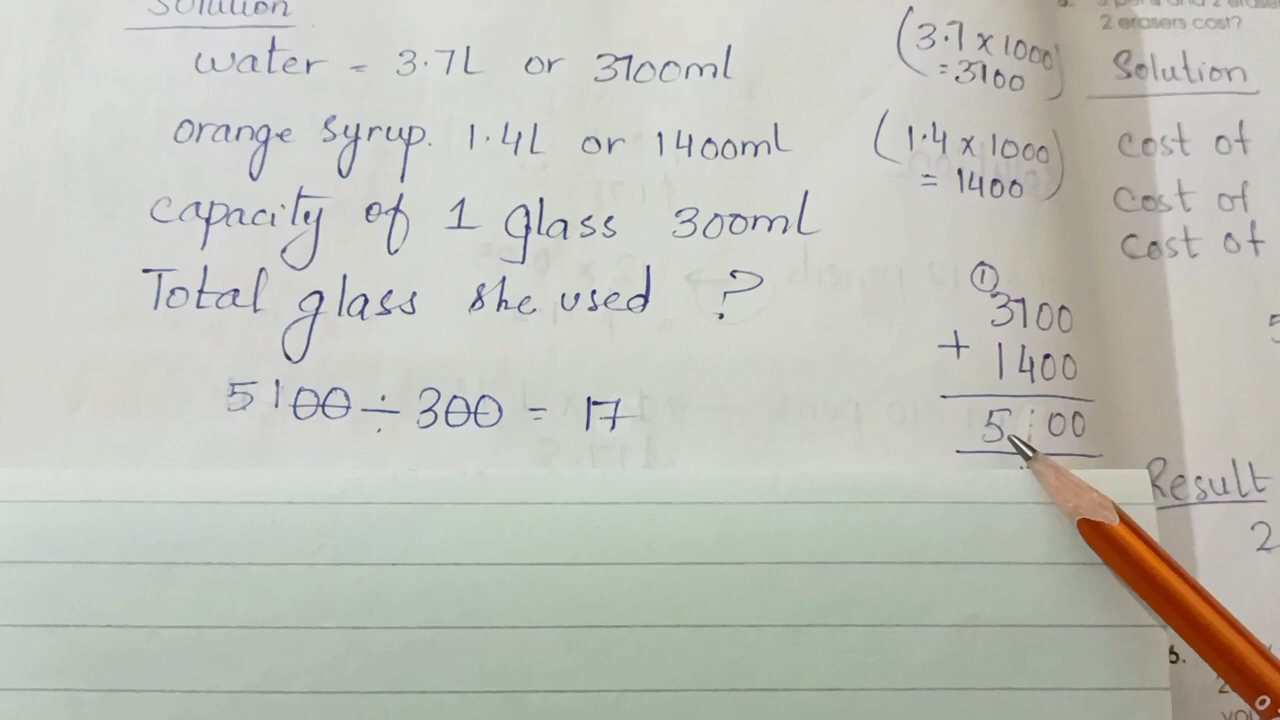 Solution
water = 3.7L or 3700ml
(3.7 x 1000
= 3700)
orange syrup. 1.4L or 1400ml
(1.4 x 1000
= 1400)
capacity of 1 glass 300ml
Total glass she used ?
①
3700
+ 1400
5100
5100 ÷ 300 = 17
2 erasers cost?
Solution
cost of
cost of
cost of
Result
2